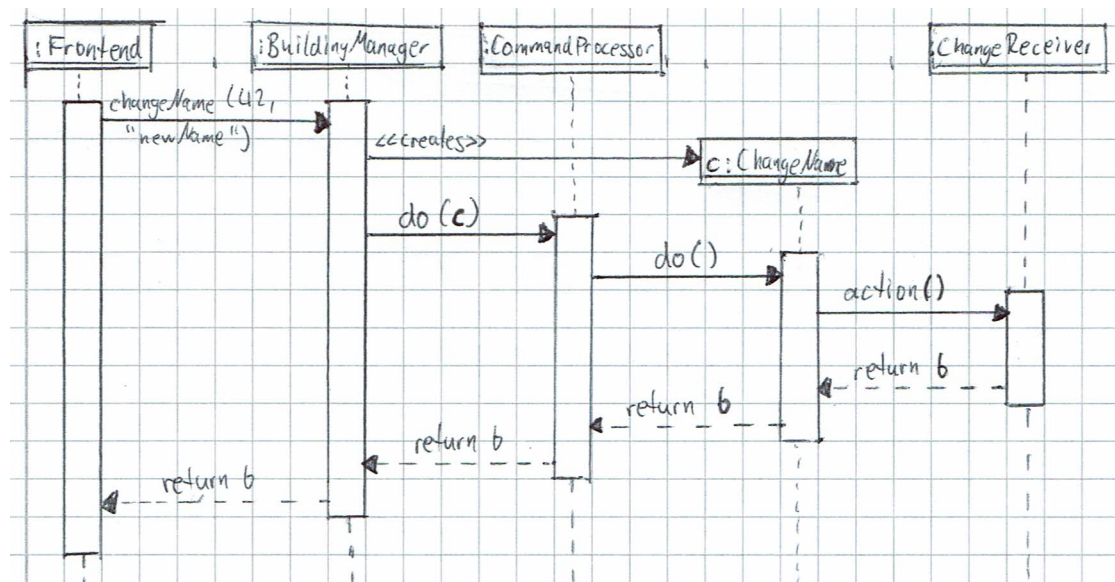 :Frontend
:BuildingManager
:CommandProcessor
:ChangeReceiver
changeName (42,
"newName")
<<creates>>
c:ChangeName
do(c)
do()
action()
return b
return b
return b
return b